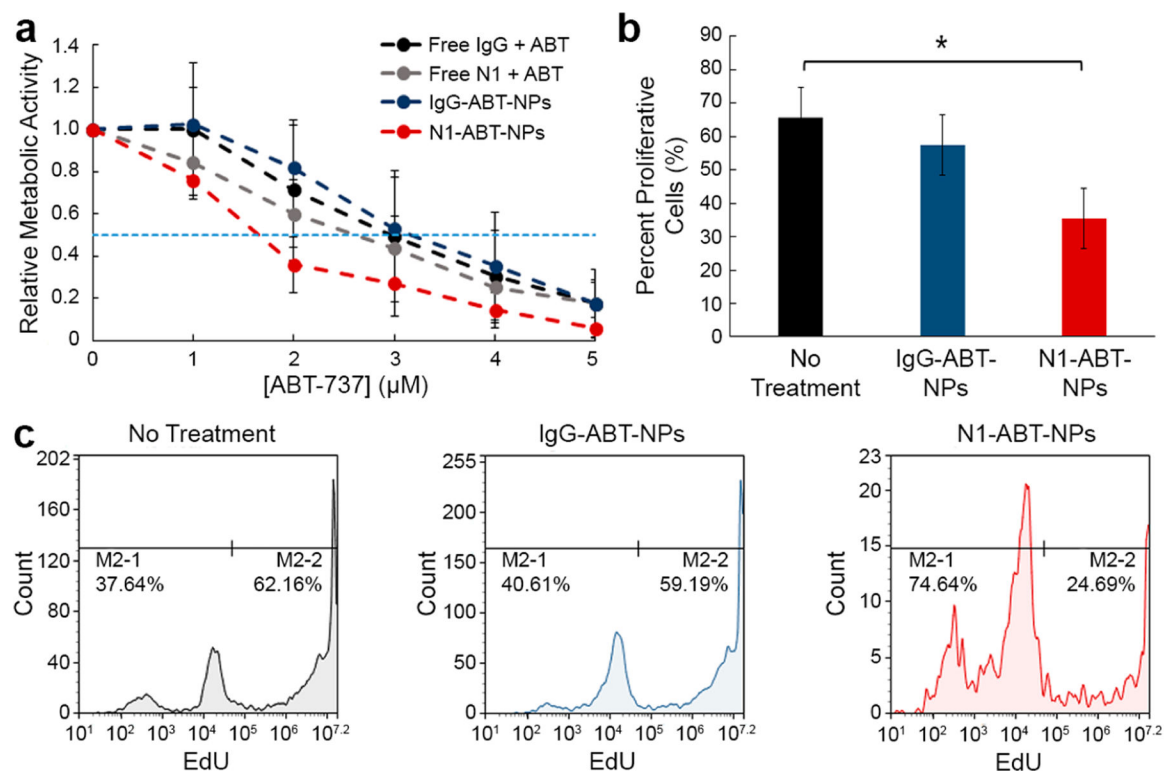 a
Relative Metabolic Activity
1.4
1.2
1.0
0.8
0.6
0.4
0.2
0
0 1 2 3 4 5
[ABT-737] (µM)
Free IgG + ABT
Free N1 + ABT
IgG-ABT-NPs
N1-ABT-NPs
b
Percent Proliferative
Cells (%)
90
80
70
60
50
40
30
20
10
0
*
No
Treatment
IgG-ABT-
NPs
N1-ABT-
NPs
c
No Treatment
Count
202
160
120
80
40
0
M2-1
37.64%
M2-2
62.16%
10¹ 10² 10³ 10⁴ 10⁵ 10⁶ 10⁷·²
EdU
IgG-ABT-NPs
Count
255
200
150
100
50
0
M2-1
40.61%
M2-2
59.19%
10¹ 10² 10³ 10⁴ 10⁵ 10⁶ 10⁷·²
EdU
N1-ABT-NPs
Count
23
20
15
10
5
0
M2-1
74.64%
M2-2
24.69%
10¹ 10² 10³ 10⁴ 10⁵ 10⁶ 10⁷·²
EdU